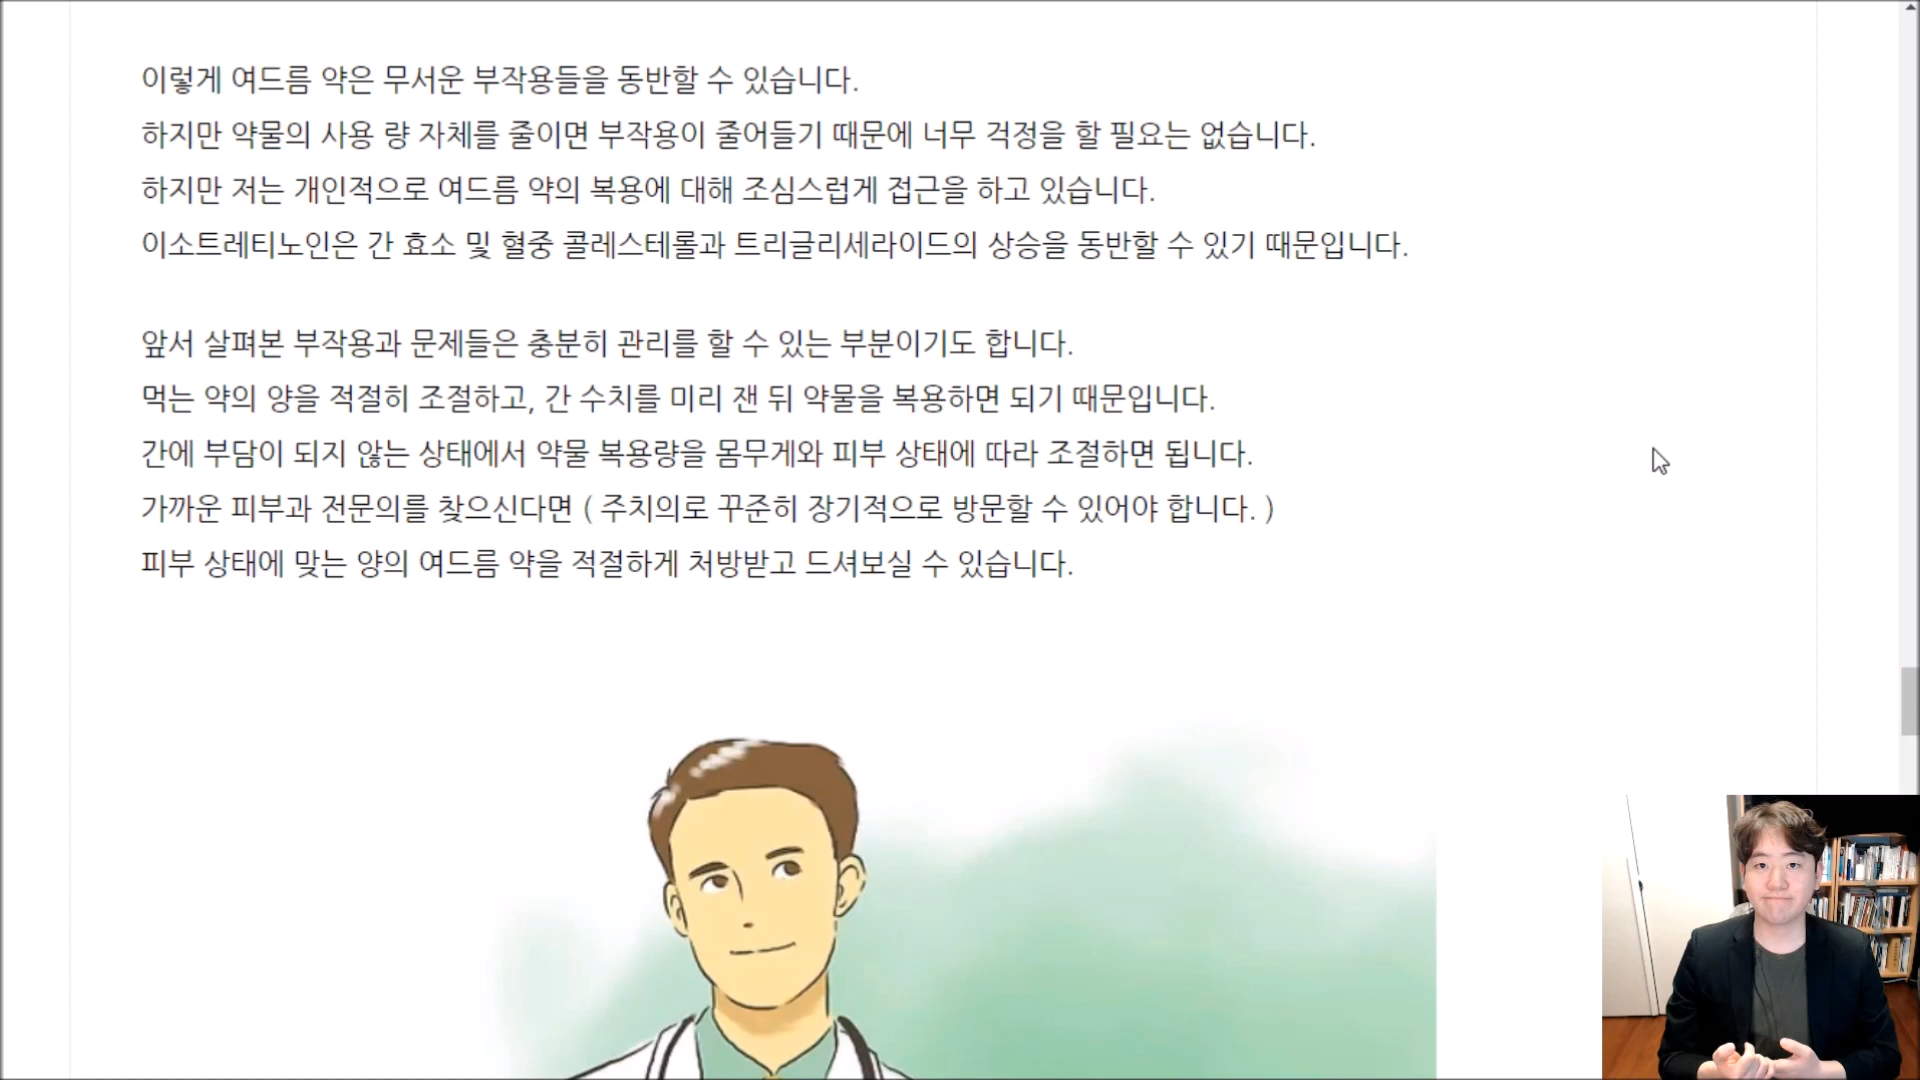 이렇게 여드름 약은 무서운 부작용들을 동반할 수 있습니다.
하지만 약물의 사용 량 자체를 줄이면 부작용이 줄어들기 때문에 너무 걱정을 할 필요는 없습니다.
하지만 저는 개인적으로 여드름 약의 복용에 대해 조심스럽게 접근을 하고 있습니다.
이소트레티노인은 간 효소 및 혈중 콜레스테롤과 트리글리세라이드의 상승을 동반할 수 있기 때문입니다.
앞서 살펴본 부작용과 문제들은 충분히 관리를 할 수 있는 부분이기도 합니다.
먹는 약의 양을 적절히 조절하고, 간 수치를 미리 잰 뒤 약물을 복용하면 되기 때문입니다.
간에 부담이 되지 않는 상태에서 약물 복용량을 몸무게와 피부 상태에 따라 조절하면 됩니다.
가까운 피부과 전문의를 찾으신다면 ( 주치의로 꾸준히 장기적으로 방문할 수 있어야 합니다. )
피부 상태에 맞는 양의 여드름 약을 적절하게 처방받고 드셔보실 수 있습니다.